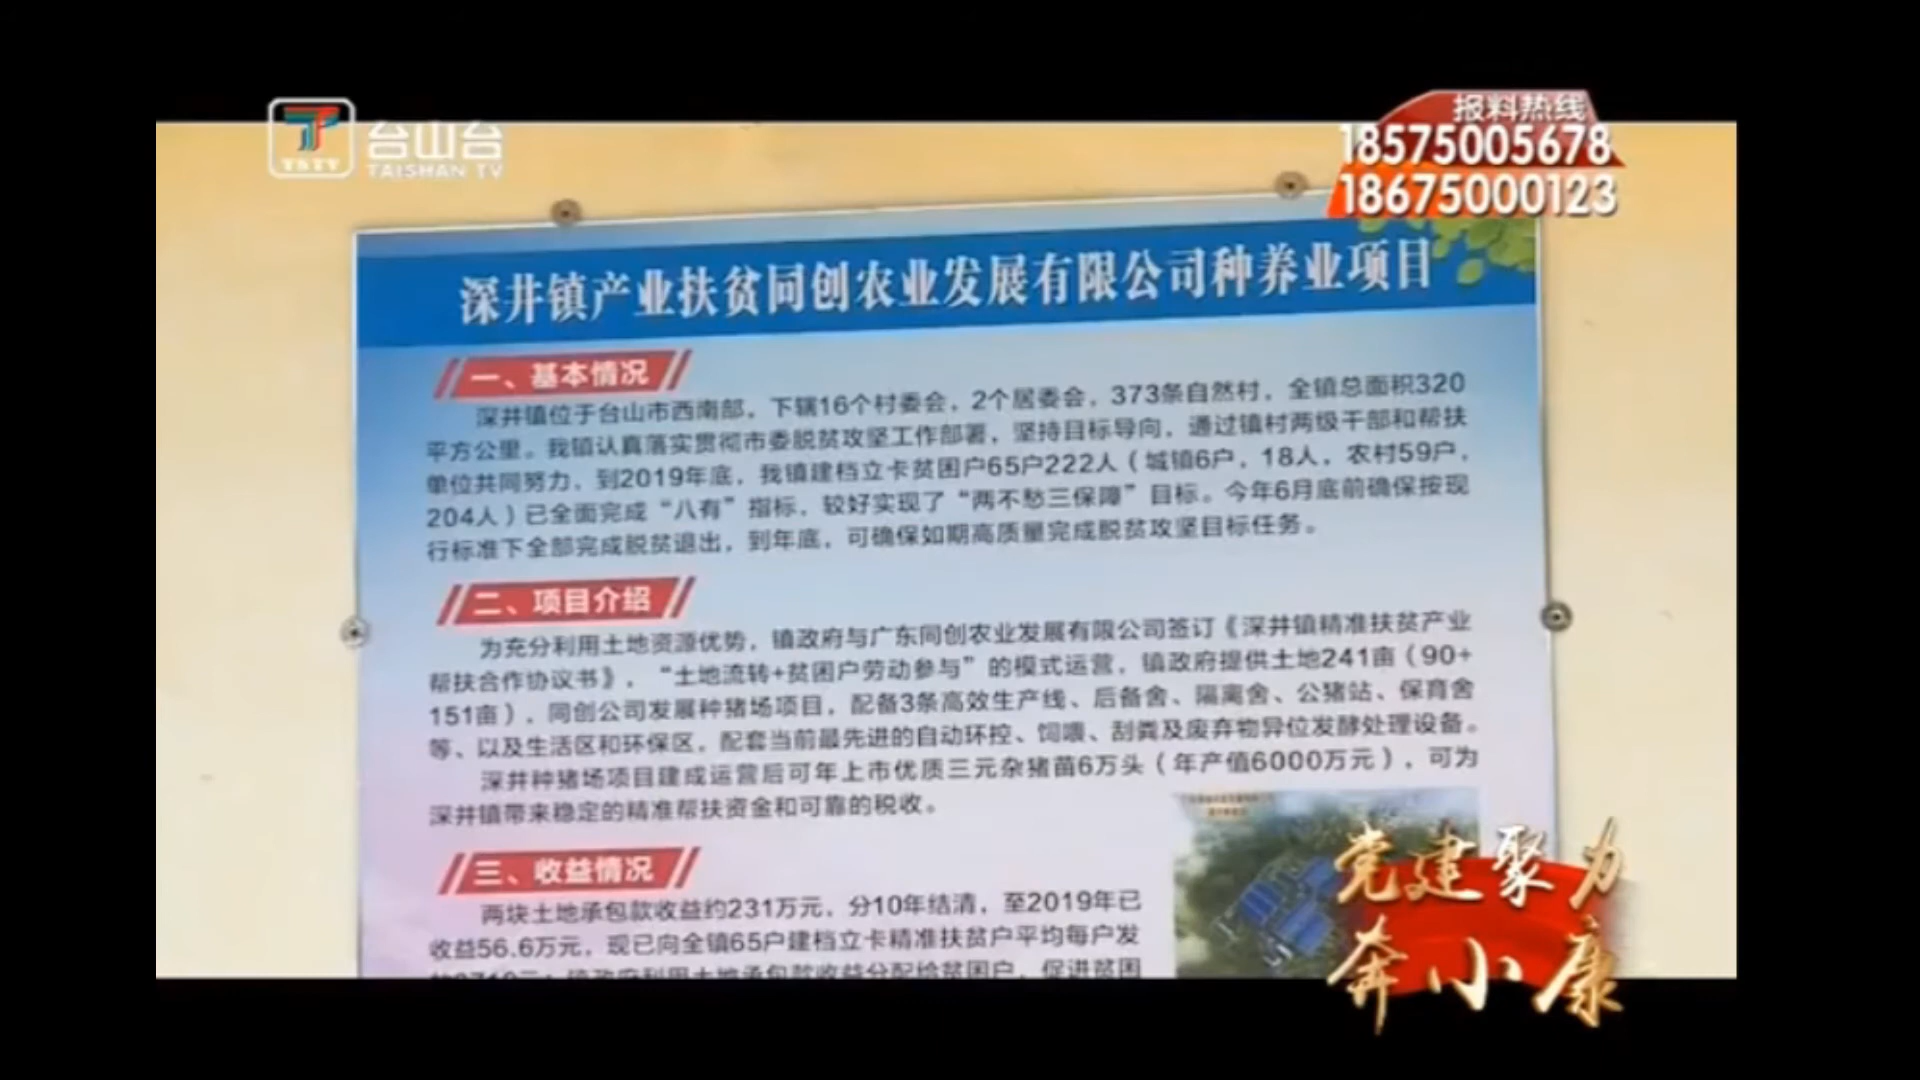 TSTV
台山台
TAISHAN TV
报料热线
18575005678
18675000123
深井镇产业扶贫同创农业发展有限公司种养业项目
一、基本情况
深井镇位于台山市西南部，下辖16个村委会，2个居委会，373条自然村，全镇总面积320
平方公里。我镇认真落实贯彻市委脱贫攻坚工作部署，坚持目标导向，通过镇村两级干部和帮扶
单位共同努力，到2019年底，我镇建档立卡贫困户65户222人（城镇6户，18人，农村59户，
204人）已全面完成“八有”指标，较好实现了“两不愁三保障”目标。今年6月底前确保按现
行标准下全部完成脱贫退出，到年底，可确保如期高质量完成脱贫攻坚目标任务。
二、项目介绍
为充分利用土地资源优势，镇政府与广东同创农业发展有限公司签订《深井镇精准扶贫产业
帮扶合作协议书》，“土地流转+贫困户劳动参与”的模式运营，镇政府提供土地241亩（90+
151亩），同创公司发展种猪场项目，配备3条高效生产线、后备舍、隔离舍、公猪站、保育舍
等、以及生活区和环保区，配套当前最先进的自动环控、饲喂、刮粪及废弃物异位发酵处理设备。
深井种猪场项目建成运营后可年上市优质三元杂猪苗6万头（年产值6000万元），可为
深井镇带来稳定的精准帮扶资金和可靠的税收。
三、收益情况
两块土地承包款收益约231万元，分10年结清，至2019年已
收益56.6万元，现已向全镇65户建档立卡精准扶贫户平均每户发
镇政府利用土地承包款收益分配给贫困户，促进贫困
党建聚力
奔小康